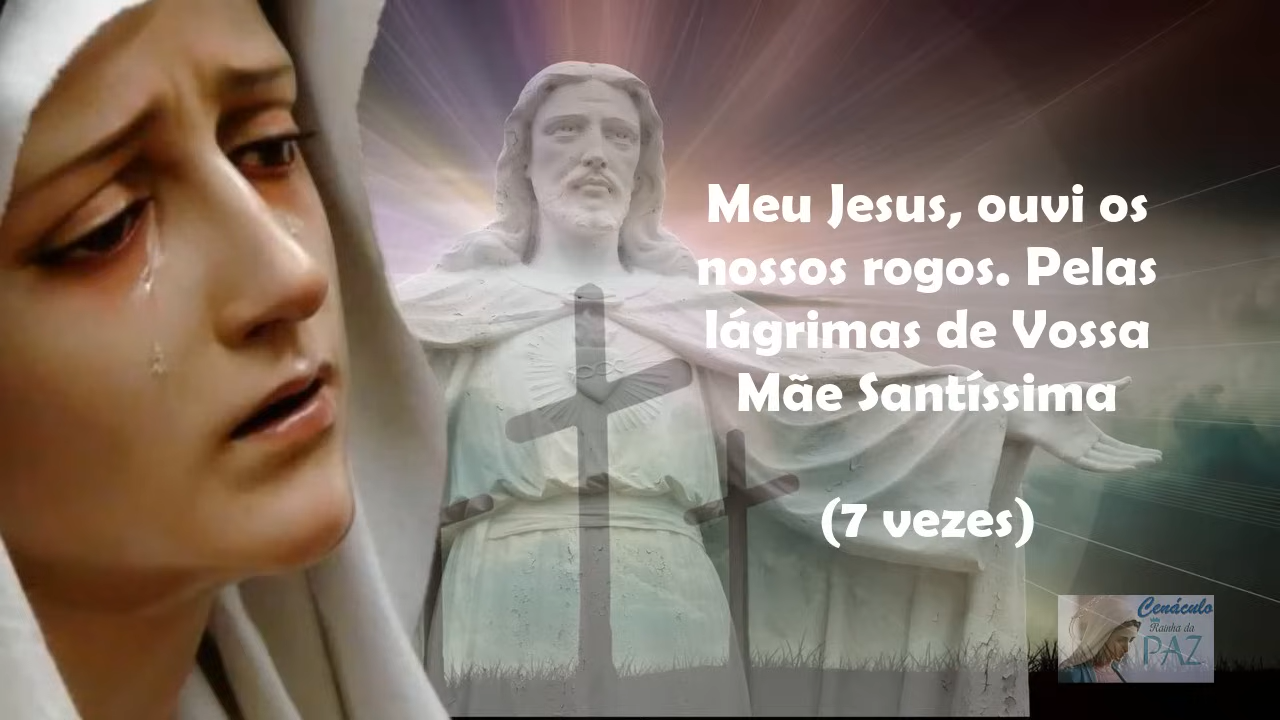 Meu Jesus, ouvi os
nossos rogos. Pelas
lágrimas de Vossa
Mãe Santíssima
(7 vezes)
Cenáculo
Rainha da
PAZ